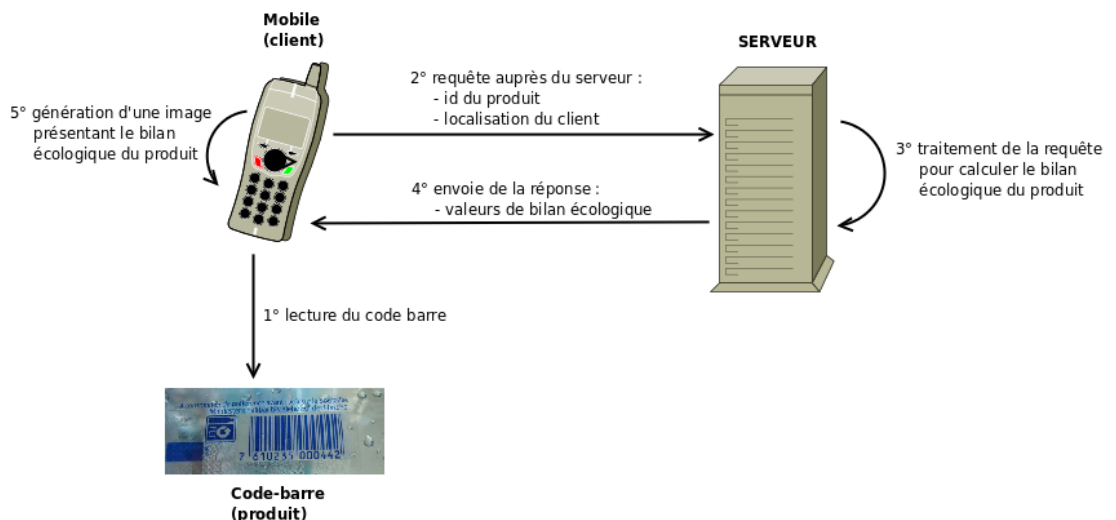 Mobile
(client)
SERVEUR
2° requête auprès du serveur :
- id du produit
- localisation du client
5° génération d'une image
présentant le bilan
écologique du produit
3° traitement de la requête
pour calculer le bilan
écologique du produit
4° envoie de la réponse :
- valeurs de bilan écologique
1° lecture du code barre
7 610235 000442
Code-barre
(produit)